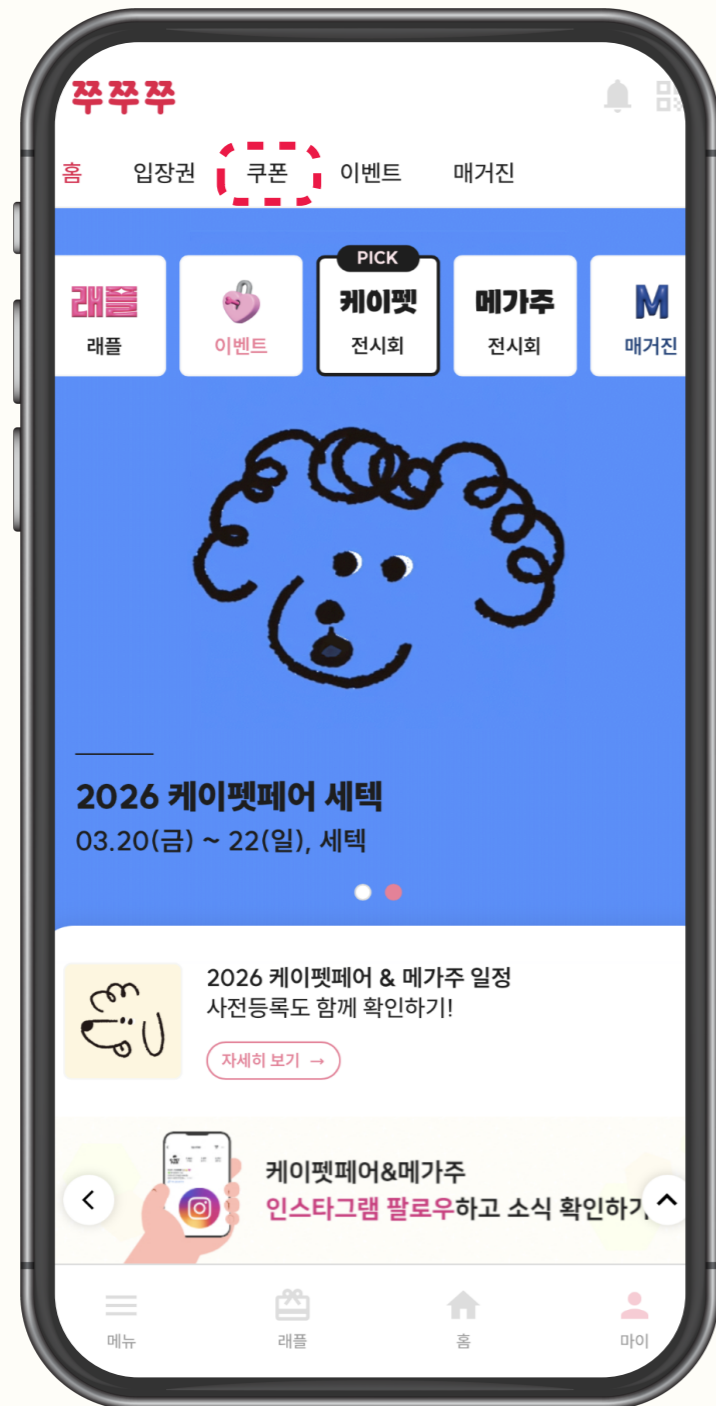 쭈쭈쭈
홈 입장권 쿠폰 이벤트 매거진
PICK
래플 케이펫 메가주 M
래플 이벤트 전시회 전시회 매거진
2026 케이펫페어 세텍
03.20(금) ~ 22(일), 세텍
2026 케이펫페어 & 메가주 일정
사전등록도 함께 확인하기!
자세히 보기 →
케이펫페어&메가주
인스타그램 팔로우하고 소식 확인하기
메뉴 래플 홈 마이